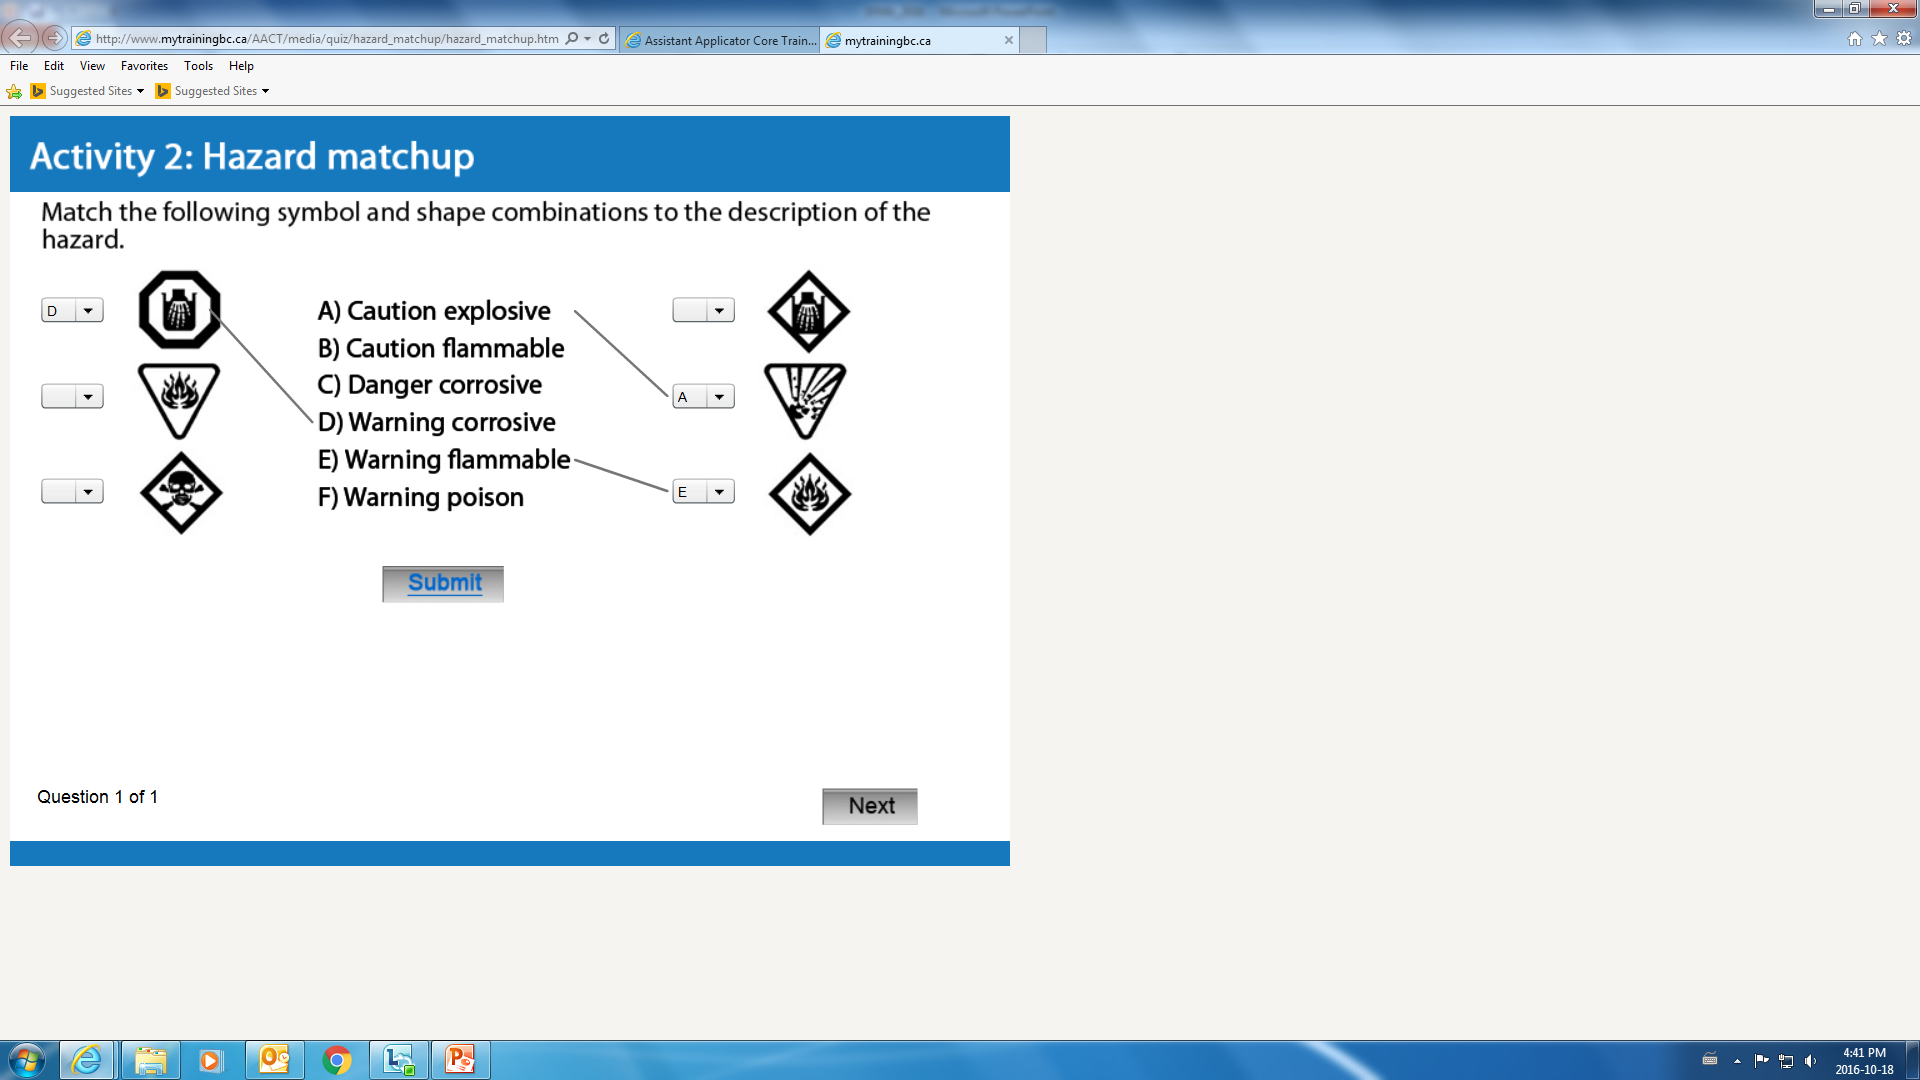 http://www.mytrainingbc.ca/AACT/media/quiz/hazard_matchup/hazard_matchup.htm
Assistant Applicator Core Train...
mytrainingbc.ca
File Edit View Favorites Tools Help
Suggested Sites Suggested Sites
Activity 2: Hazard matchup
Match the following symbol and shape combinations to the description of the
hazard.
D
A) Caution explosive
B) Caution flammable
C) Danger corrosive
A
D) Warning corrosive
E) Warning flammable
E
F) Warning poison
Submit
Question 1 of 1
Next
4:41 PM
2016-10-18